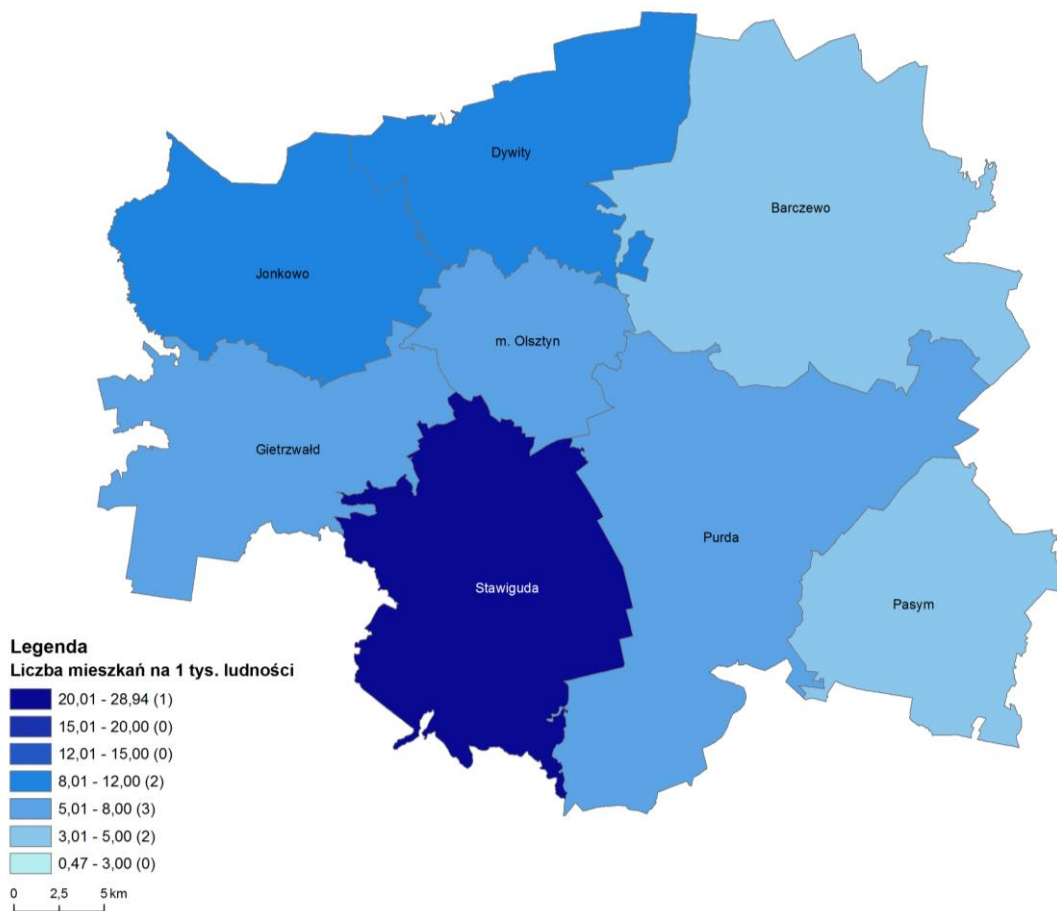 Dywity
Barczewo
Jonkowo
m. Olsztyn
Gietrzwałd
Purda
Stawiguda
Pasym
Legenda
Liczba mieszkań na 1 tys. ludności
20,01 - 28,94 (1)
15,01 - 20,00 (0)
12,01 - 15,00 (0)
8,01 - 12,00 (2)
5,01 - 8,00 (3)
3,01 - 5,00 (2)
0,47 - 3,00 (0)
0 2,5 5 km